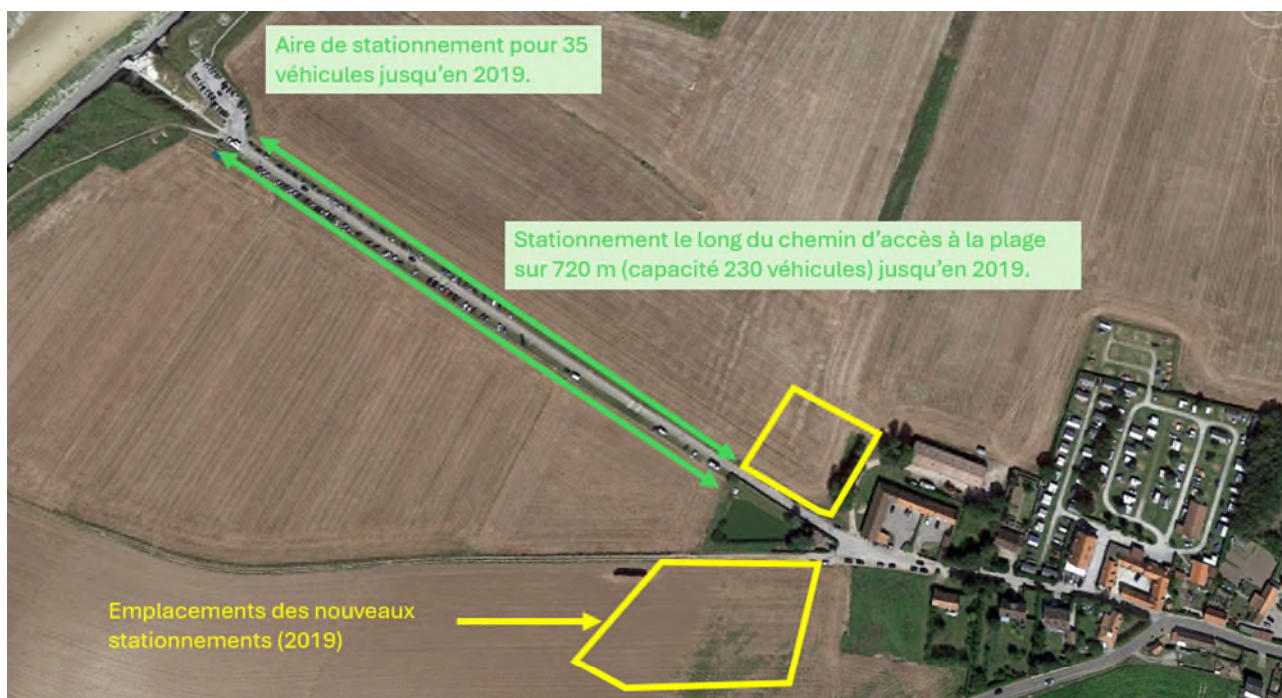 Aire de stationnement pour 35
véhicules jusqu'en 2019.
Stationnement le long du chemin d'accès à la plage
sur 720 m (capacité 230 véhicules) jusqu'en 2019.
Emplacements des nouveaux
stationnements (2019)